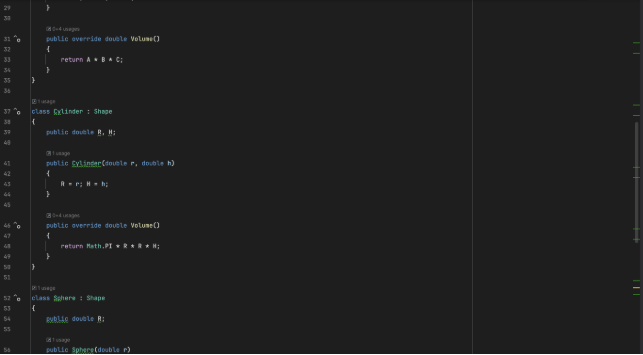 29 }
30
0+4 usages
31 public override double Volume()
32 {
33 return A * B * C;
34 }
35 }
36
1 usage
37 class Cylinder : Shape
38 {
39 public double R, H;
40
1 usage
41 public Cylinder(double r, double h)
42 {
43 R = r; H = h;
44 }
45
0+4 usages
46 public override double Volume()
47 {
48 return Math.PI * R * R * H;
49 }
50 }
51
1 usage
52 class Sphere : Shape
53 {
54 public double R;
55
1 usage
56 public Sphere(double r)